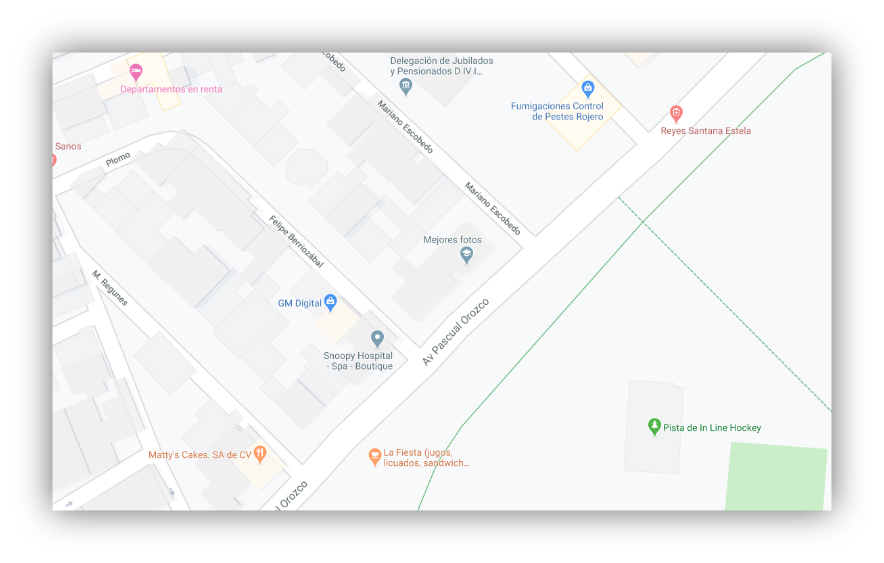 obedo
Delegación de Jubilados
y Pensionados D IV I...
Departamentos en renta
Mariano Escobedo
Fumigaciones Control
de Pestes Rojero
Reyes Santana Estela
Sanos
Plomo
Mariano Escobedo
Felipe Berriozábal
Mejores fotos
M. Regunes
GM Digital
Av Pascual Orozco
Snoopy Hospital
- Spa - Boutique
Pista de In Line Hockey
Matty's Cakes. SA de CV
La Fiesta (jugos,
licuados, sandwich...
l Orozco